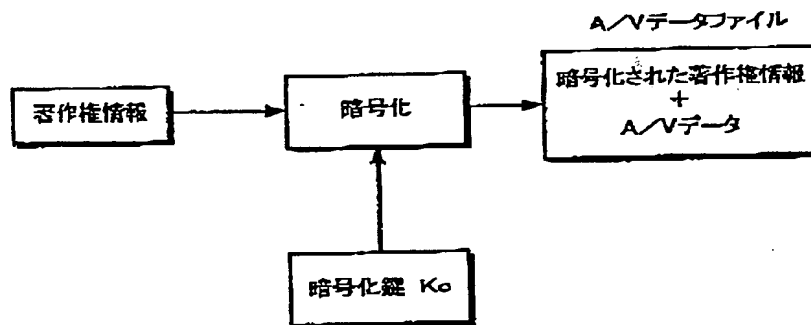 A/Vデータファイル
著作権情報
暗号化
暗号化された著作権情報
+
A/Vデータ
暗号化鍵 Kc